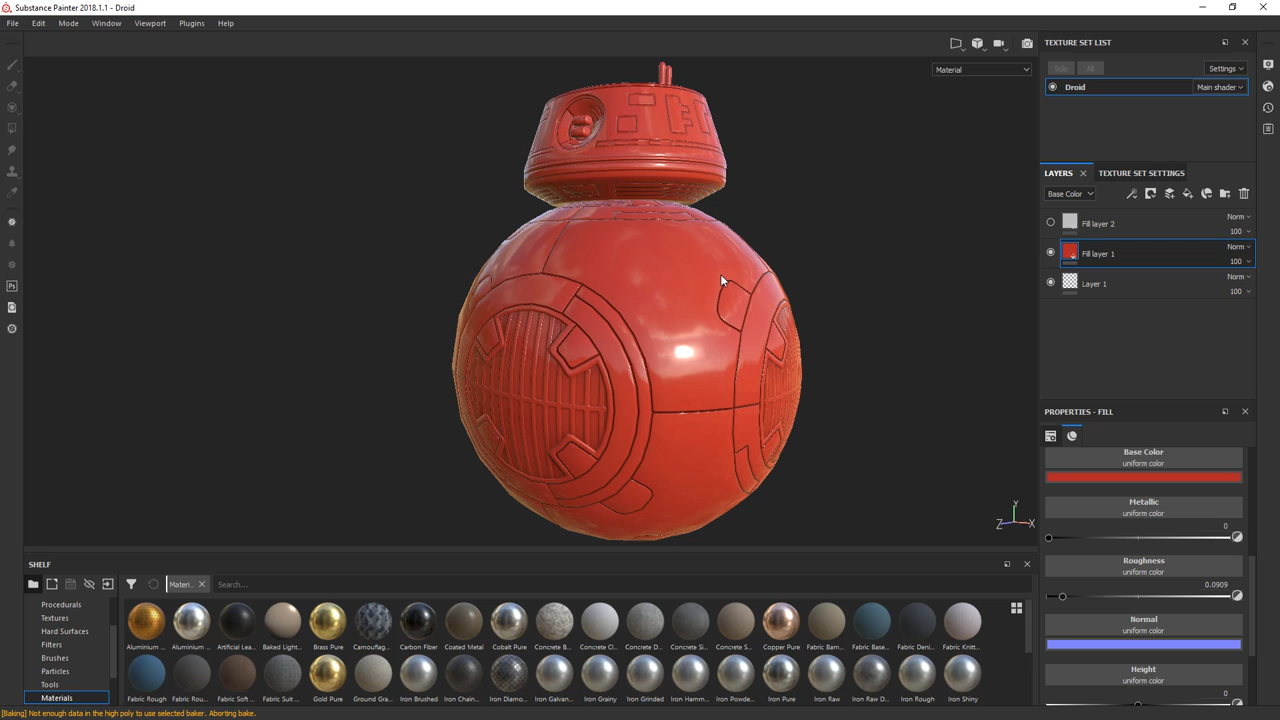 Substance Painter 2018.1.1 - Droid
File Edit Mode Window Viewport Plugins Help
Material
TEXTURE SET LIST
Settings
Droid Main shader
LAYERS TEXTURE SET SETTINGS
Base Color
Fill layer 2 Norm
100
Fill layer 1 Norm
100
Layer 1 Norm
100
PROPERTIES - FILL
Base Color
uniform color
Metallic
uniform color
0
Roughness
uniform color
0.0909
Normal
uniform color
Height
uniform color
0
Y
Z X
SHELF
Materi... Search...
Procedurals
Textures
Hard Surfaces
Filters
Brushes
Particles
Tools
Materials
Aluminium ... Aluminium ... Artificial Lea... Baked Light... Brass Pure Camouflag... Carbon Fiber Coated Metal Cobalt Pure Concrete B... Concrete Cl... Concrete D... Concrete Si... Concrete S... Copper Pure Fabric Bam... Fabric Base... Fabric Deni... Fabric Knitt...
Fabric Rough Fabric Rou... Fabric Soft ... Fabric Suit ... Gold Pure Ground Gra... Iron Brushed Iron Chain... Iron Diamo... Iron Galvan... Iron Grainy Iron Grinded Iron Hamm... Iron Powde... Iron Raw Iron Raw D... Iron Rough Iron Shiny
[Baking] Not enough data in the high poly to use selected baker. Aborting bake.